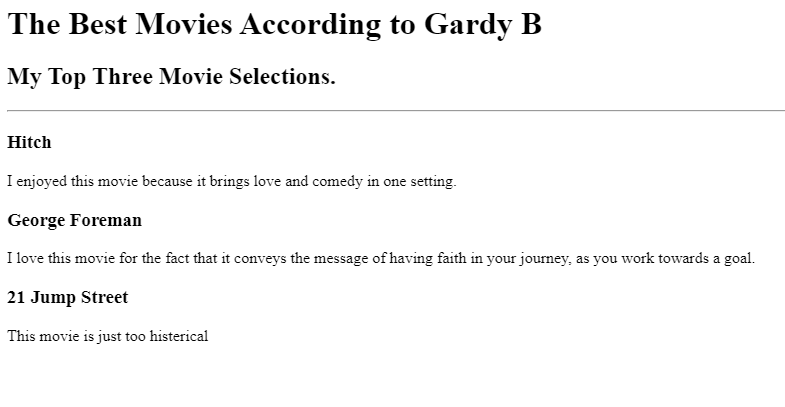 The Best Movies According to Gardy B
My Top Three Movie Selections.
Hitch
I enjoyed this movie because it brings love and comedy in one setting.
George Foreman
I love this movie for the fact that it conveys the message of having faith in your journey, as you work towards a goal.
21 Jump Street
This movie is just too histerical